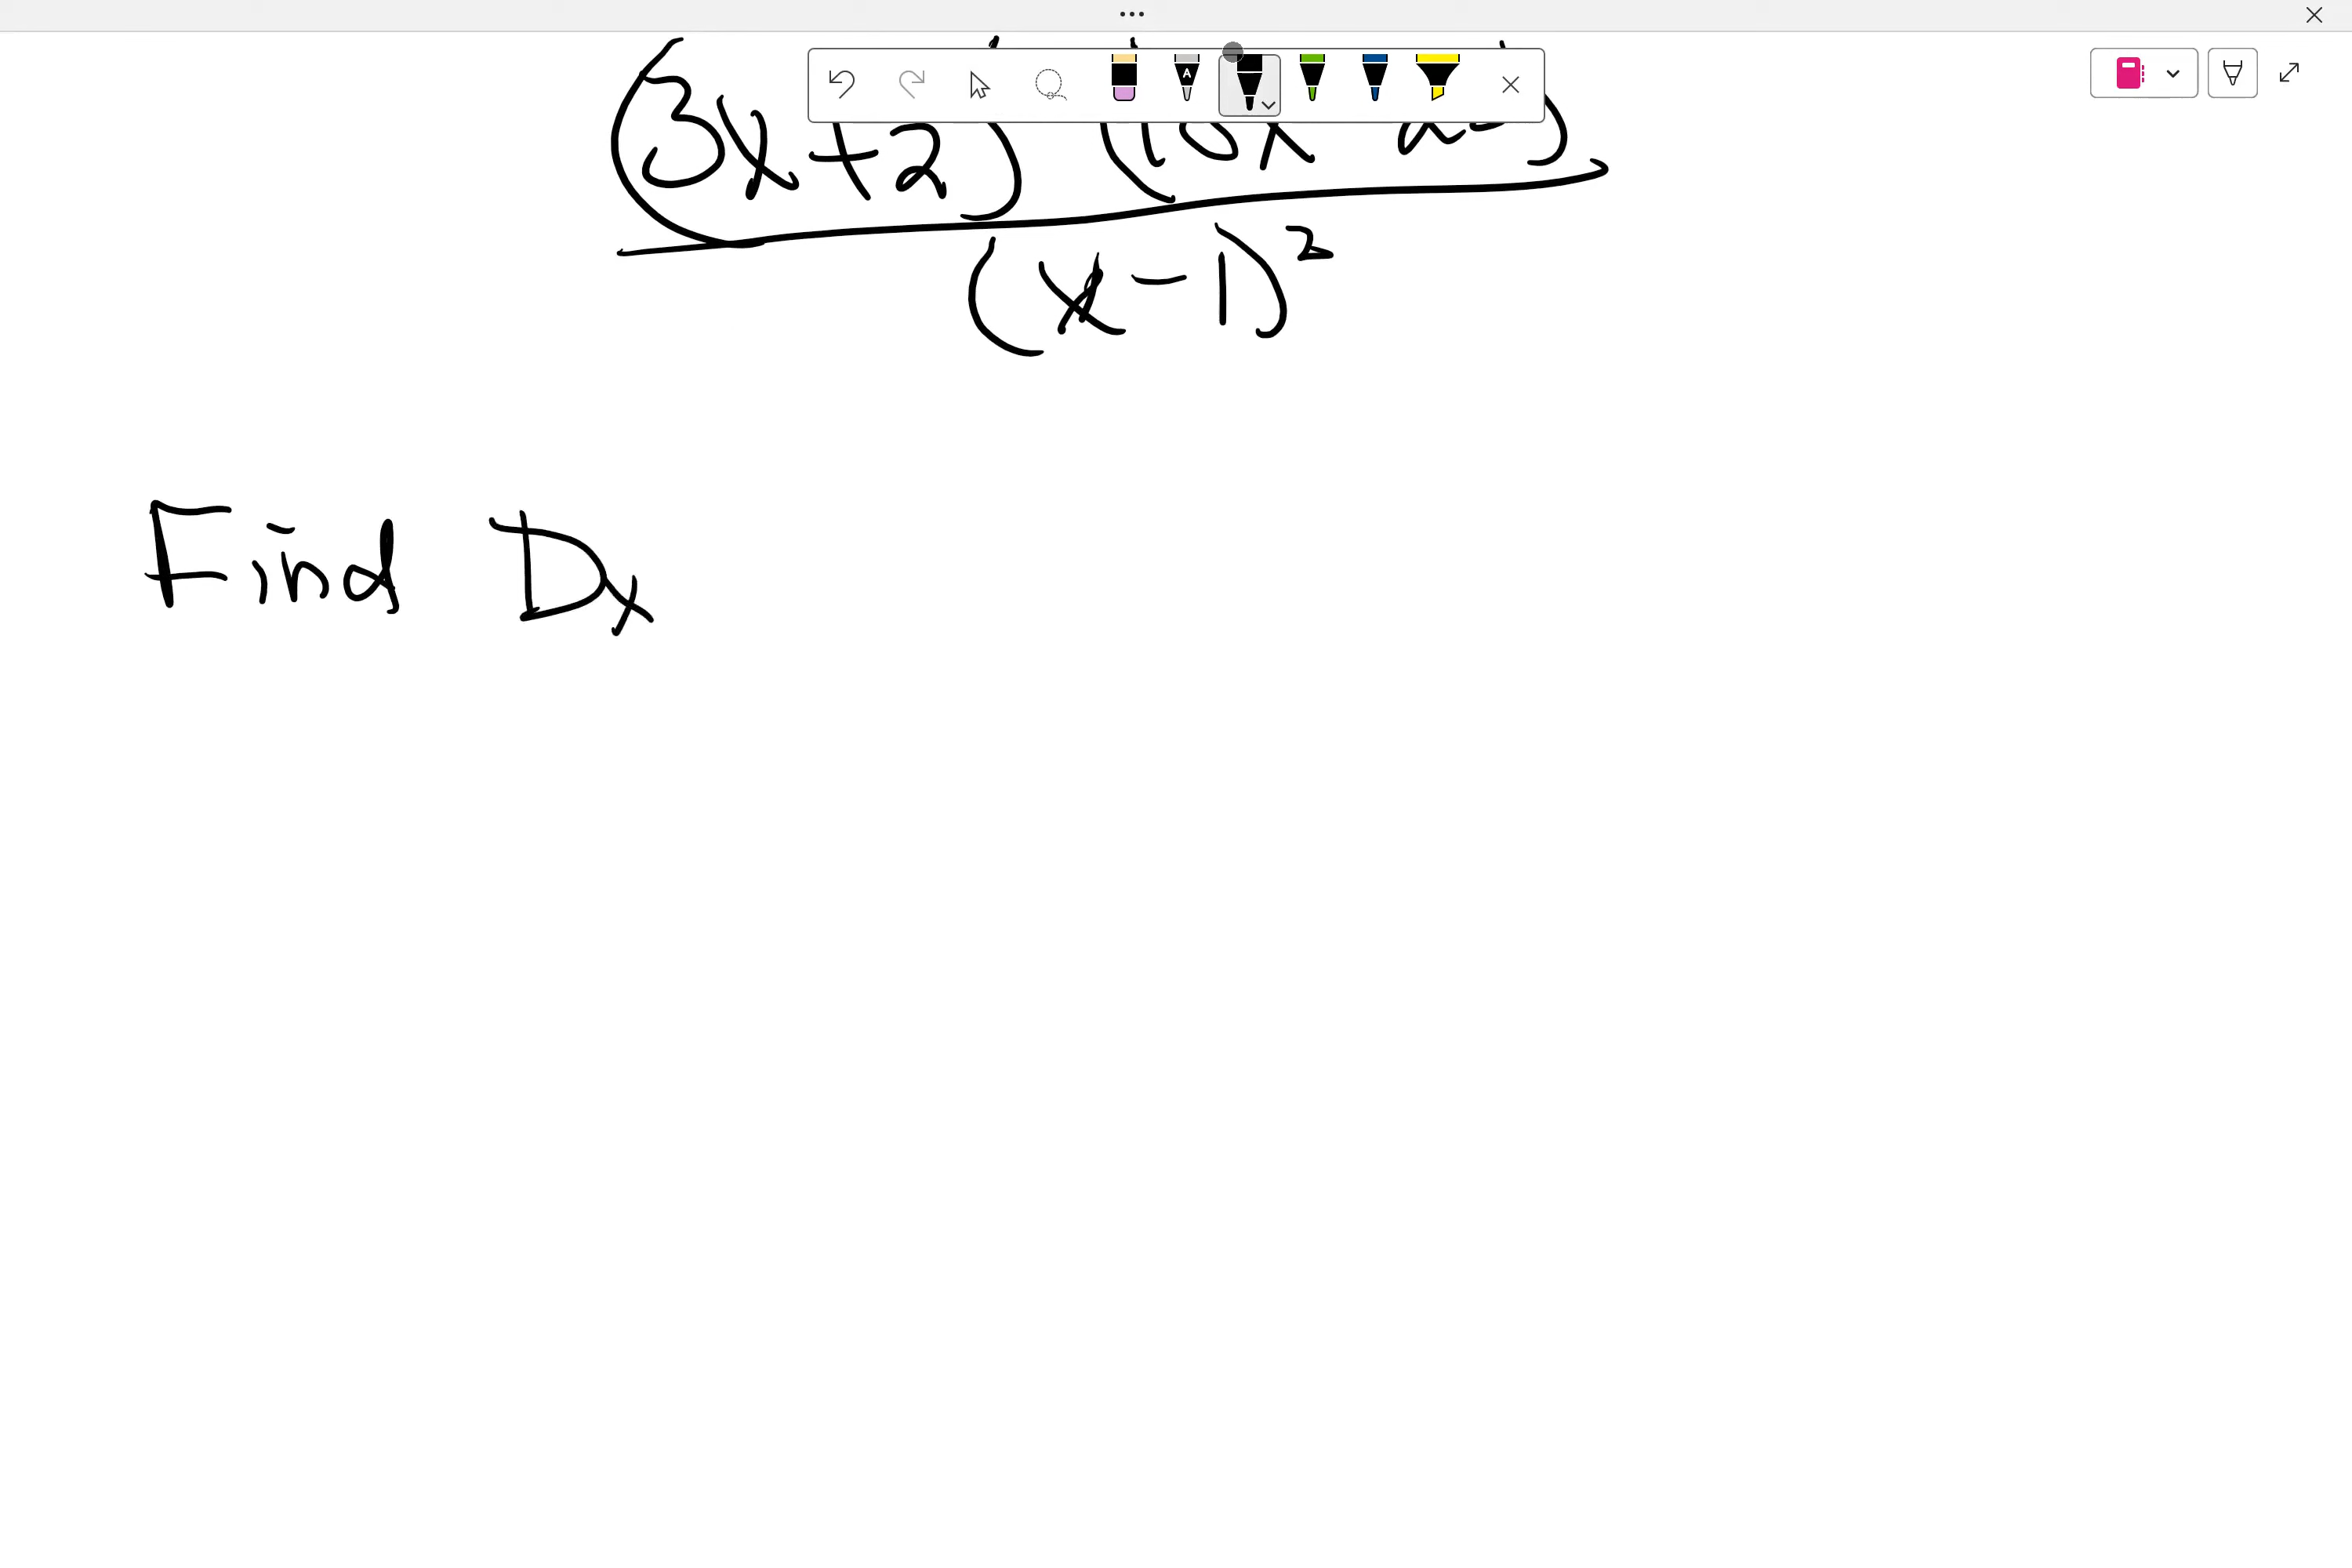 (3x+2)
(x-1)²
Find Dx